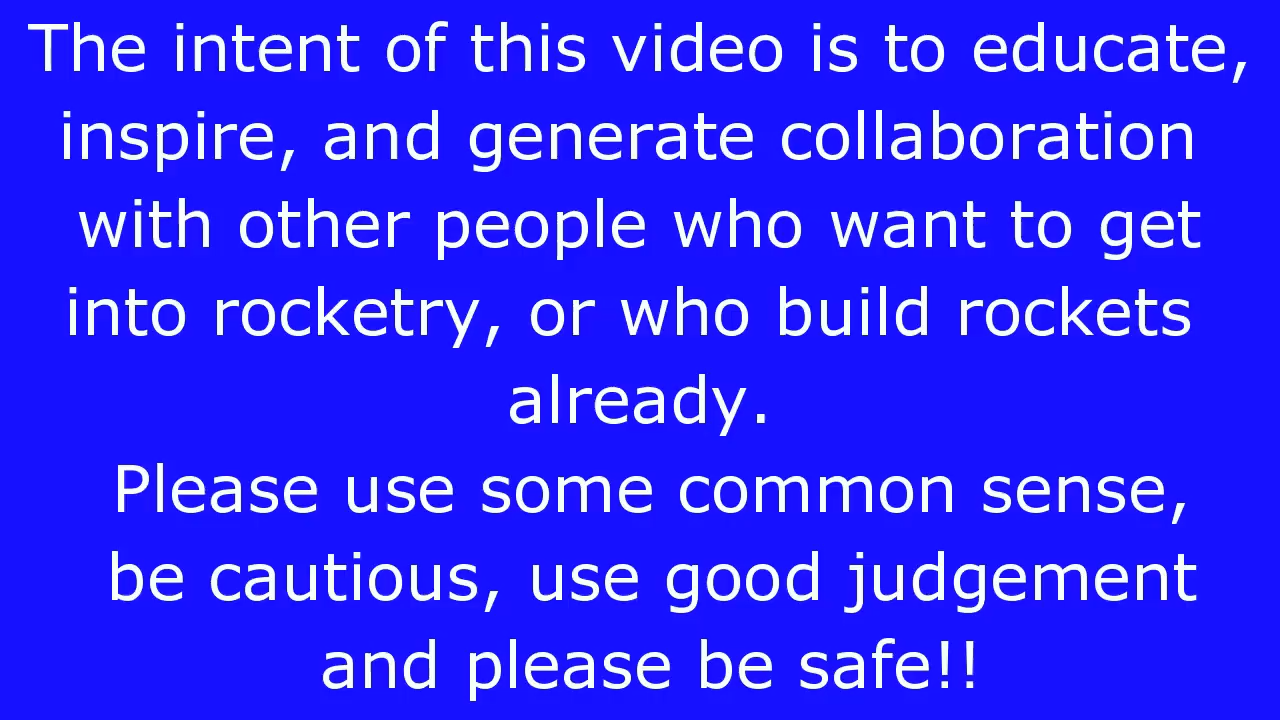 The intent of this video is to educate,
inspire, and generate collaboration
with other people who want to get
into rocketry, or who build rockets
already.
Please use some common sense,
be cautious, use good judgement
and please be safe!!